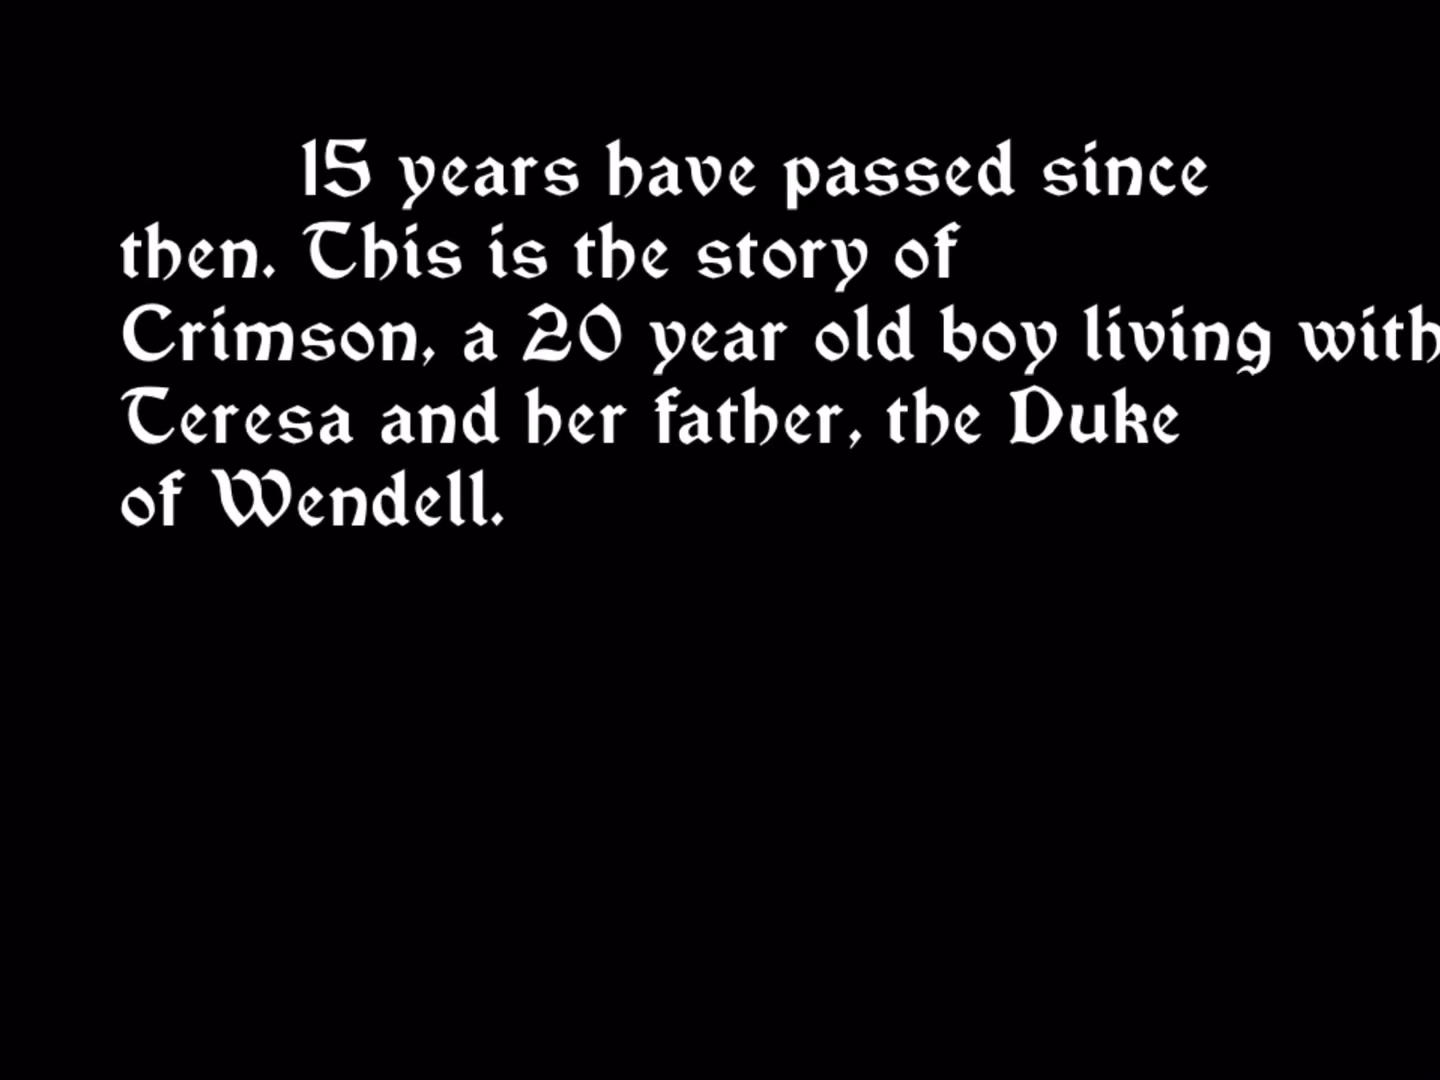 15 years have passed since
then. This is the story of
Crimson, a 20 year old boy living with
Teresa and her father, the Duke
of Wendell.